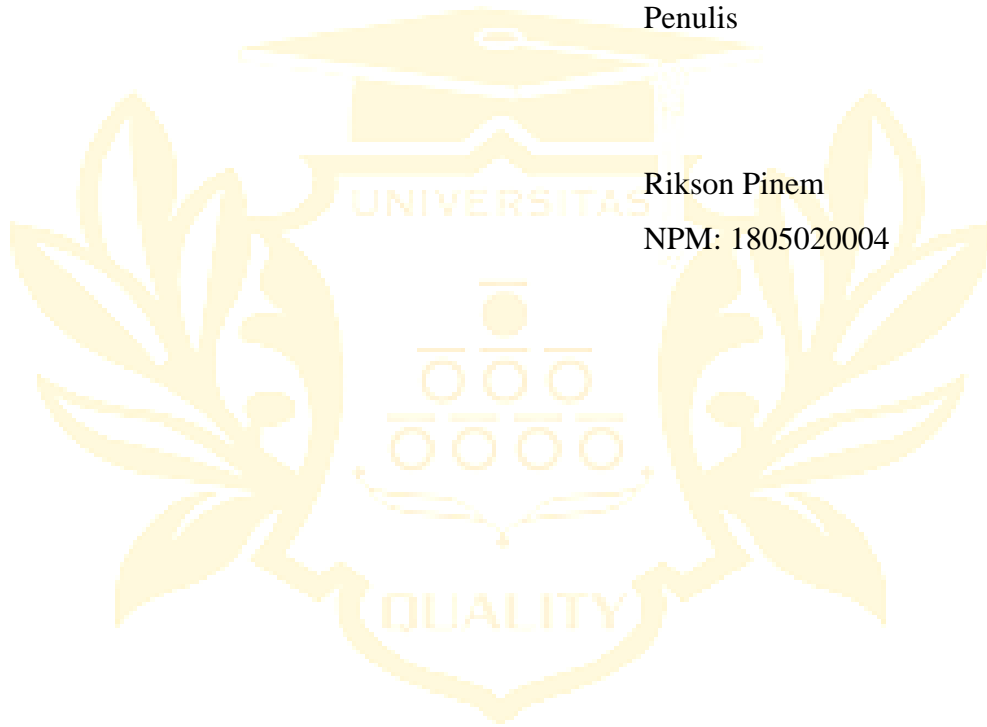 Penulis
UNIVERSITAS
Rikson Pinem
NPM: 1805020004
QUALITY